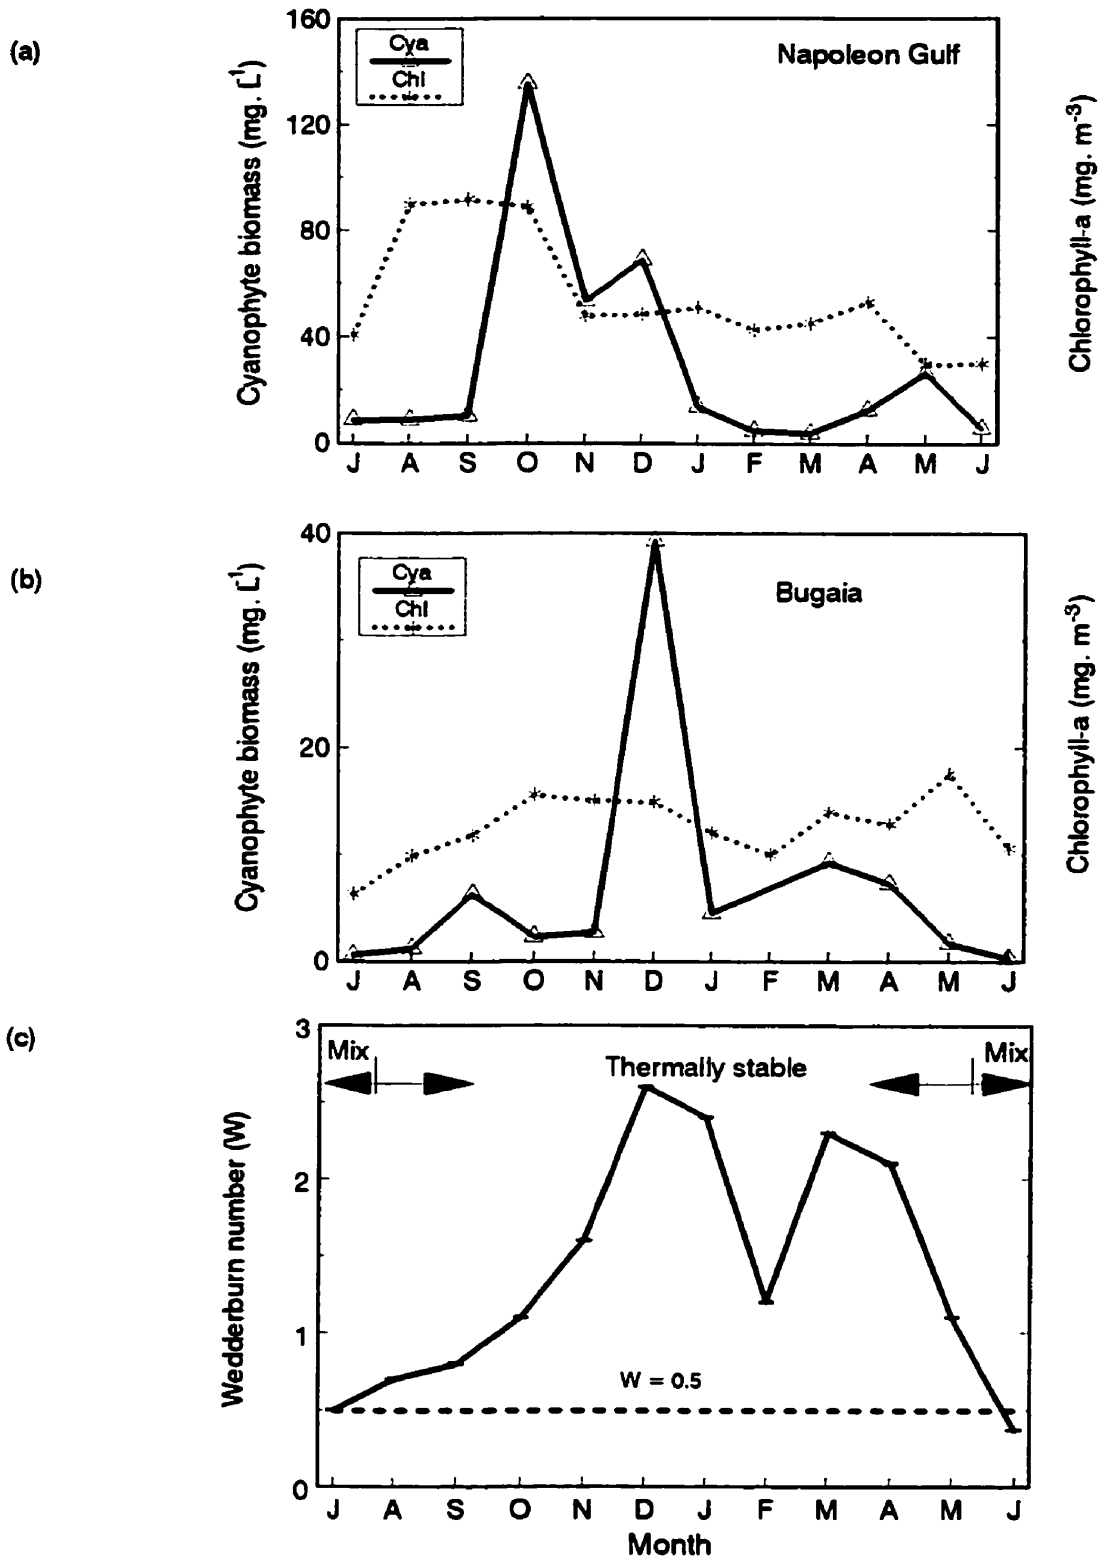 (a)
160
120
80
40
0
Cyanophyte biomass (mg. L⁻¹)
Cya
Chl
Napoleon Gulf
Chlorophyll-a (mg. m⁻³)
J A S O N D J F M A M J
(b)
40
20
0
Cyanophyte biomass (mg. L⁻¹)
Cya
Chl
Bugaia
Chlorophyll-a (mg. m⁻³)
J A S O N D J F M A M J
(c)
3
2
1
0
Wedderburn number (W)
Mix
Thermally stable
Mix
W = 0.5
J A S O N D J F M A M J
Month